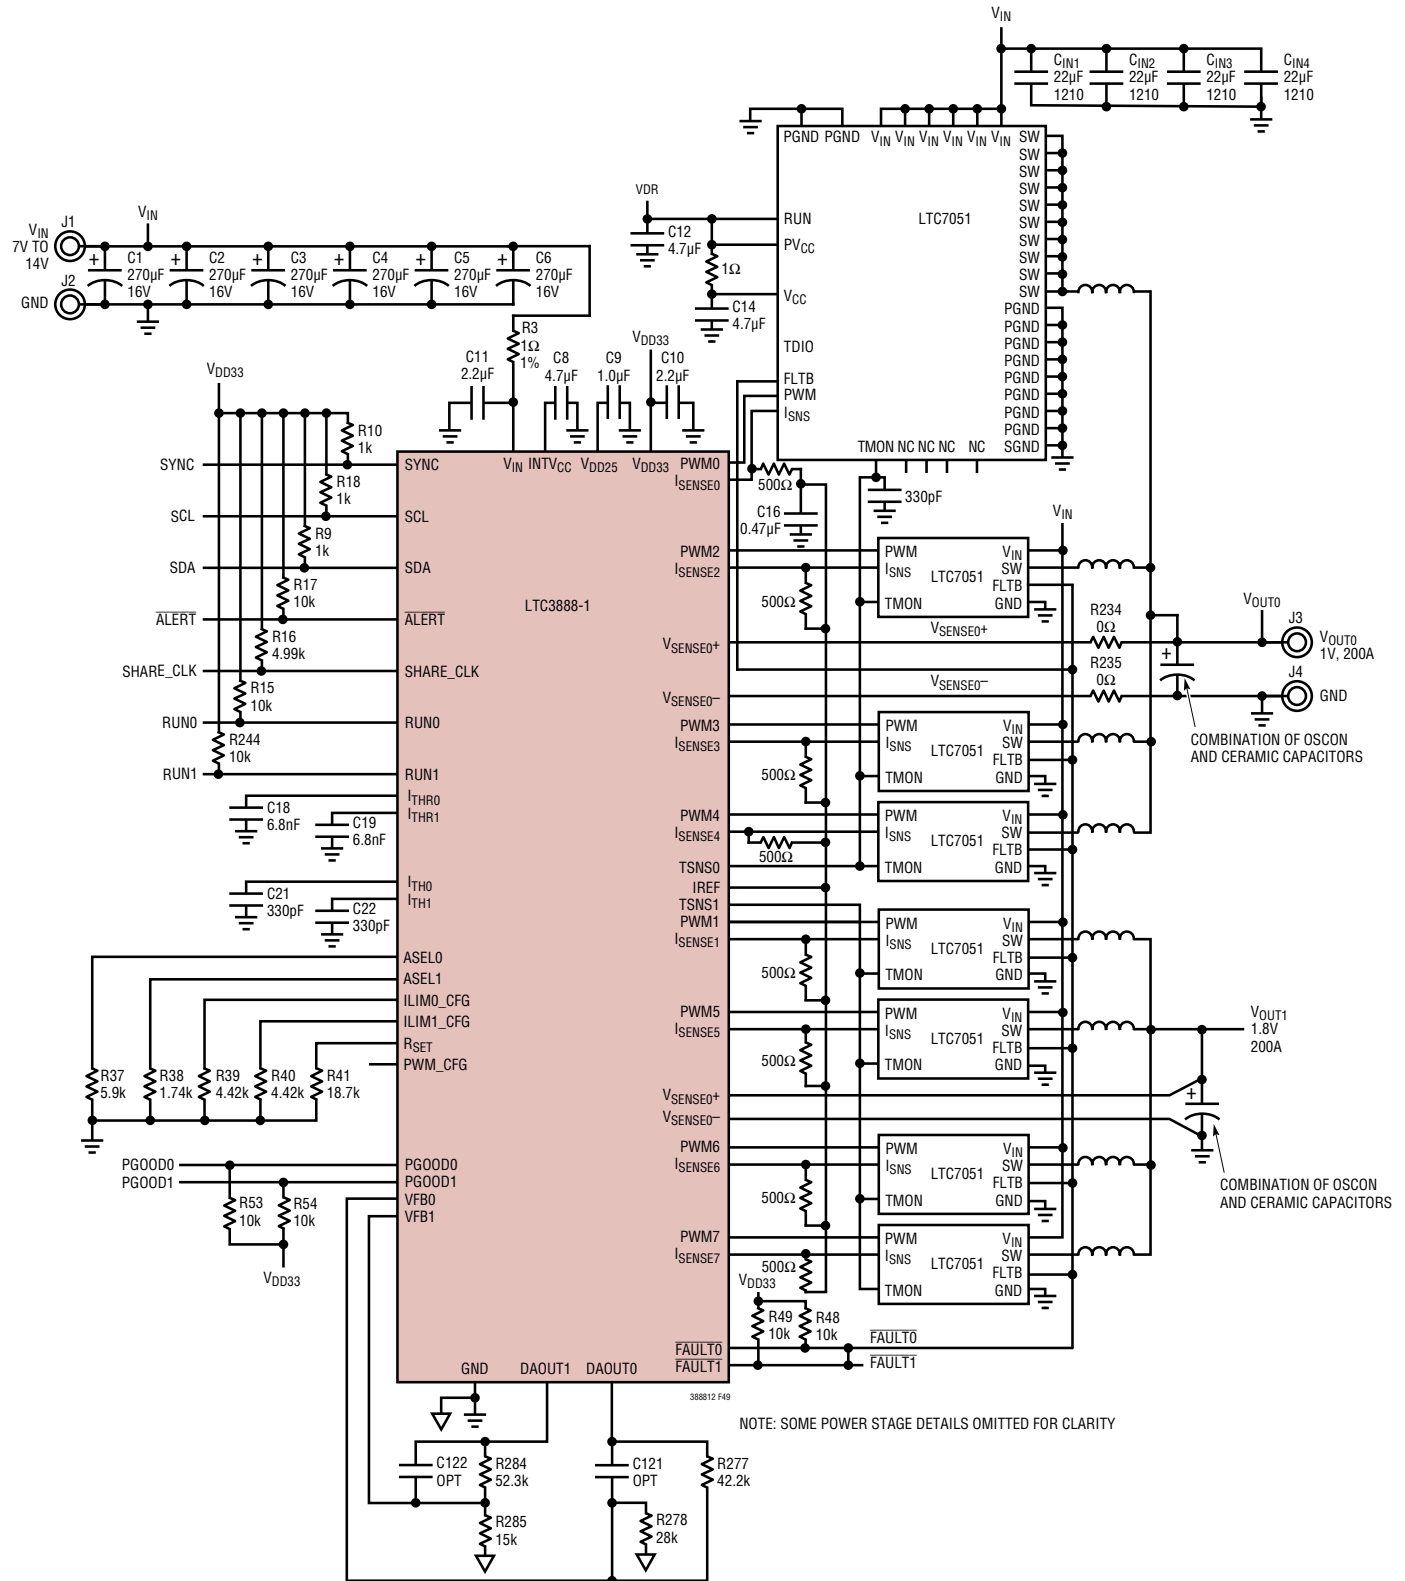 VIN
CIN1
22µF
1210
CIN2
22µF
1210
CIN3
22µF
1210
CIN4
22µF
1210
PGND PGND VIN VIN VIN VIN VIN VIN SW
SW
SW
SW
SW
SW
SW
SW
SW
SW
PGND
PGND
PGND
PGND
PGND
PGND
PGND
PGND
SGND
LTC7051
RUN
PVCC
VCC
TDIO
FLTB
PWM
ISNS
TMON NC NC NC NC
VDR
C12
4.7µF
1Ω
C14
4.7µF
330pF
J1
VIN
7V TO
14V
J2
GND
VIN
+ C1
270µF
16V
+ C2
270µF
16V
+ C3
270µF
16V
+ C4
270µF
16V
+ C5
270µF
16V
+ C6
270µF
16V
R3
1Ω
1%
C11
2.2µF
C8
4.7µF
C9
1.0µF
VDD33
C10
2.2µF
VDD33
R10
1k
R18
1k
R9
1k
R17
10k
R16
4.99k
R15
10k
R244
10k
SYNC
SCL
SDA
ALERT
SHARE_CLK
RUN0
RUN1
C18
6.8nF
C19
6.8nF
C21
330pF
C22
330pF
R37
5.9k
R38
1.74k
R39
4.42k
R40
4.42k
R41
18.7k
PGOOD0
PGOOD1
R53
10k
R54
10k
VDD33
VIN INTVCC VDD25 VDD33
SYNC
SCL
SDA
ALERT
SHARE_CLK
RUN0
RUN1
ITHR0
ITHR1
ITH0
ITH1
ASEL0
ASEL1
ILIM0_CFG
ILIM1_CFG
RSET
PWM_CFG
PGOOD0
PGOOD1
VFB0
VFB1
LTC3888-1
GND DAOUT1 DAOUT0
PWM0
ISENSE0
PWM2
ISENSE2
VSENSE0+
VSENSE0–
PWM3
ISENSE3
PWM4
ISENSE4
TSNS0
IREF
TSNS1
PWM1
ISENSE1
PWM5
ISENSE5
VSENSE0+
VSENSE0–
PWM6
ISENSE6
PWM7
ISENSE7
FAULT0
FAULT1
500Ω
C16
0.47µF
500Ω
500Ω
500Ω
500Ω
500Ω
500Ω
500Ω
VIN
PWM
ISNS
TMON
LTC7051
VIN
SW
FLTB
GND
VSENSE0+
VSENSE0–
R234
0Ω
R235
0Ω
VOUT0
J3
VOUT0
1V, 200A
J4
GND
+
COMBINATION OF OSCON
AND CERAMIC CAPACITORS
PWM
ISNS
TMON
LTC7051
VIN
SW
FLTB
GND
PWM
ISNS
TMON
LTC7051
VIN
SW
FLTB
GND
PWM
ISNS
TMON
LTC7051
VIN
SW
FLTB
GND
PWM
ISNS
TMON
LTC7051
VIN
SW
FLTB
GND
VOUT1
1.8V
200A
+
COMBINATION OF OSCON
AND CERAMIC CAPACITORS
PWM
ISNS
TMON
LTC7051
VIN
SW
FLTB
GND
PWM
ISNS
TMON
LTC7051
VIN
SW
FLTB
GND
VDD33
R49
10k
R48
10k
FAULT0
FAULT1
388812 F49
NOTE: SOME POWER STAGE DETAILS OMITTED FOR CLARITY
C122
OPT
R284
52.3k
R285
15k
C121
OPT
R277
42.2k
R278
28k